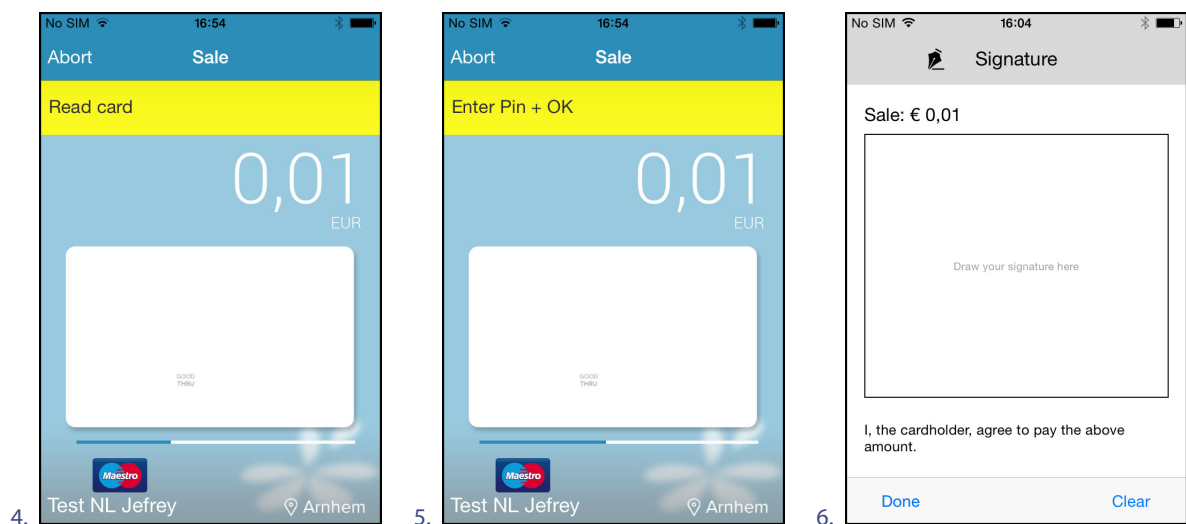 No SIM 16:54
Abort Sale
Read card
0,01
EUR
GOOD
THRU
Maestro
Test NL Jefrey Arnhem
4.
No SIM 16:54
Abort Sale
Enter Pin + OK
0,01
EUR
GOOD
THRU
Maestro
Test NL Jefrey Arnhem
5.
No SIM 16:04
Signature
Sale: € 0,01
Draw your signature here
I, the cardholder, agree to pay the above
amount.
Done Clear
6.